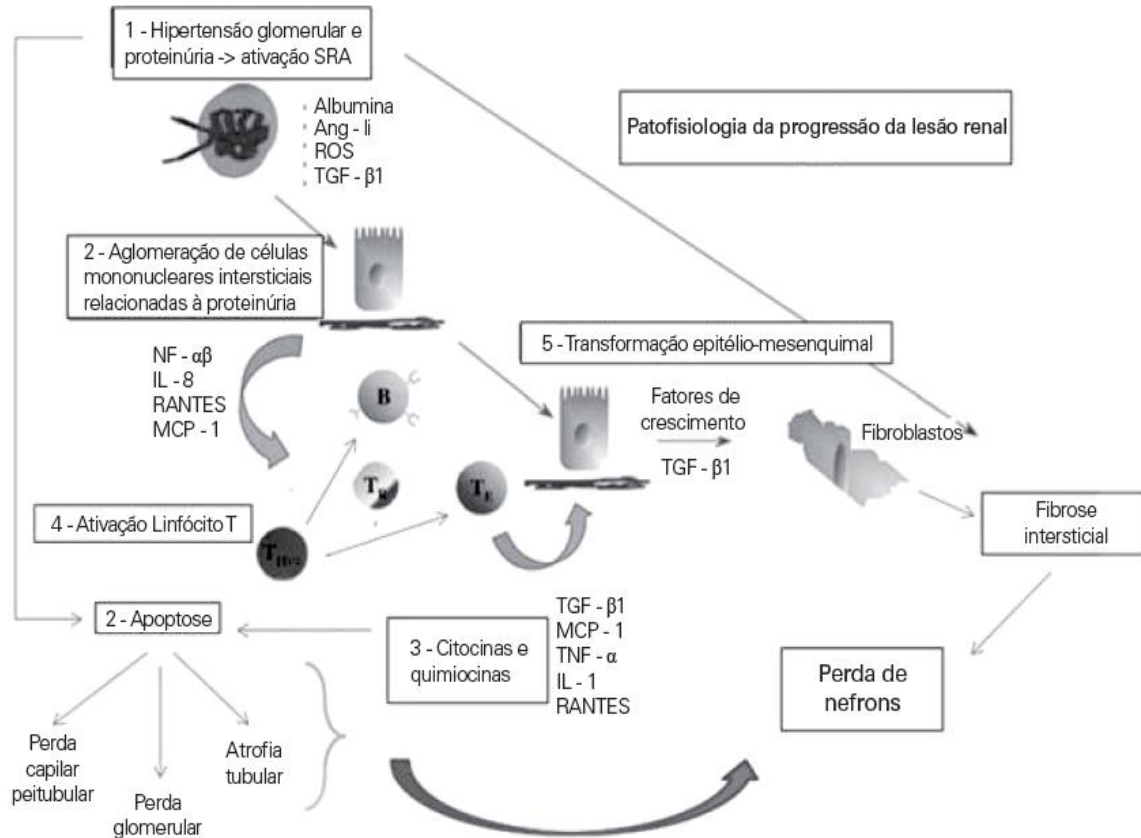 1 - Hipertensão glomerular e
proteinúria -> ativação SRA
Albumina
Ang - Ii
ROS
TGF - β1
Patofisiologia da progressão da lesão renal
2 - Aglomeração de células
mononucleares intersticiais
relacionadas à proteinúria
NF - αβ
IL - 8
RANTES
MCP - 1
B
5 - Transformação epitélio-mesenquimal
Fatores de
crescimento
TGF - β1
Fibroblastos
T
T E
4 - Ativação Linfócito T
T
Fibrose
intersticial
2 - Apoptose
3 - Citocinas e
quimiocinas
TGF - β1
MCP - 1
TNF - α
IL - 1
RANTES
Perda de
nefrons
Perda
capilar
peitubular
Perda
glomerular
Atrofia
tubular